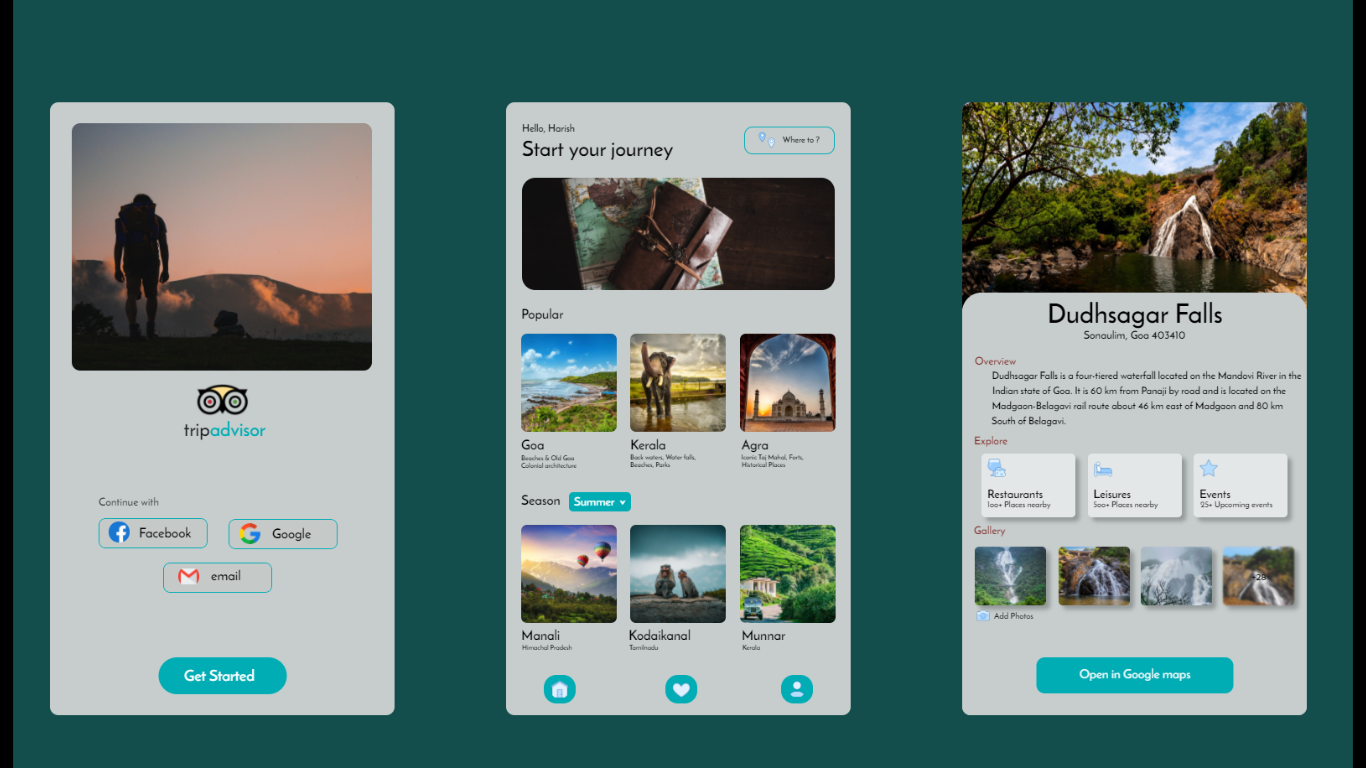 tripadvisor
Continue with
Facebook
Google
email
Get Started
Hello, Harish
Start your journey
Where to ?
Popular
Goa
Beaches & Old Goa
Colonial architecture
Kerala
Back waters, Water falls,
Beaches, Parks
Agra
Iconic Taj Mahal, Forts,
Historical Places
Season
Summer
Manali
Himachal Pradesh
Kodaikanal
Tamilnadu
Munnar
Kerala
Dudhsagar Falls
Sonaulim, Goa 403410
Overview
Dudhsagar Falls is a four-tiered waterfall located on the Mandovi River in the
Indian state of Goa. It is 60 km from Panaji by road and is located on the
Madgaon-Belagavi rail route about 46 km east of Madgaon and 80 km
South of Belagavi.
Explore
Restaurants
100+ Places nearby
Leisures
500+ Places nearby
Events
25+ Upcoming events
Gallery
Add Photos
Open in Google maps